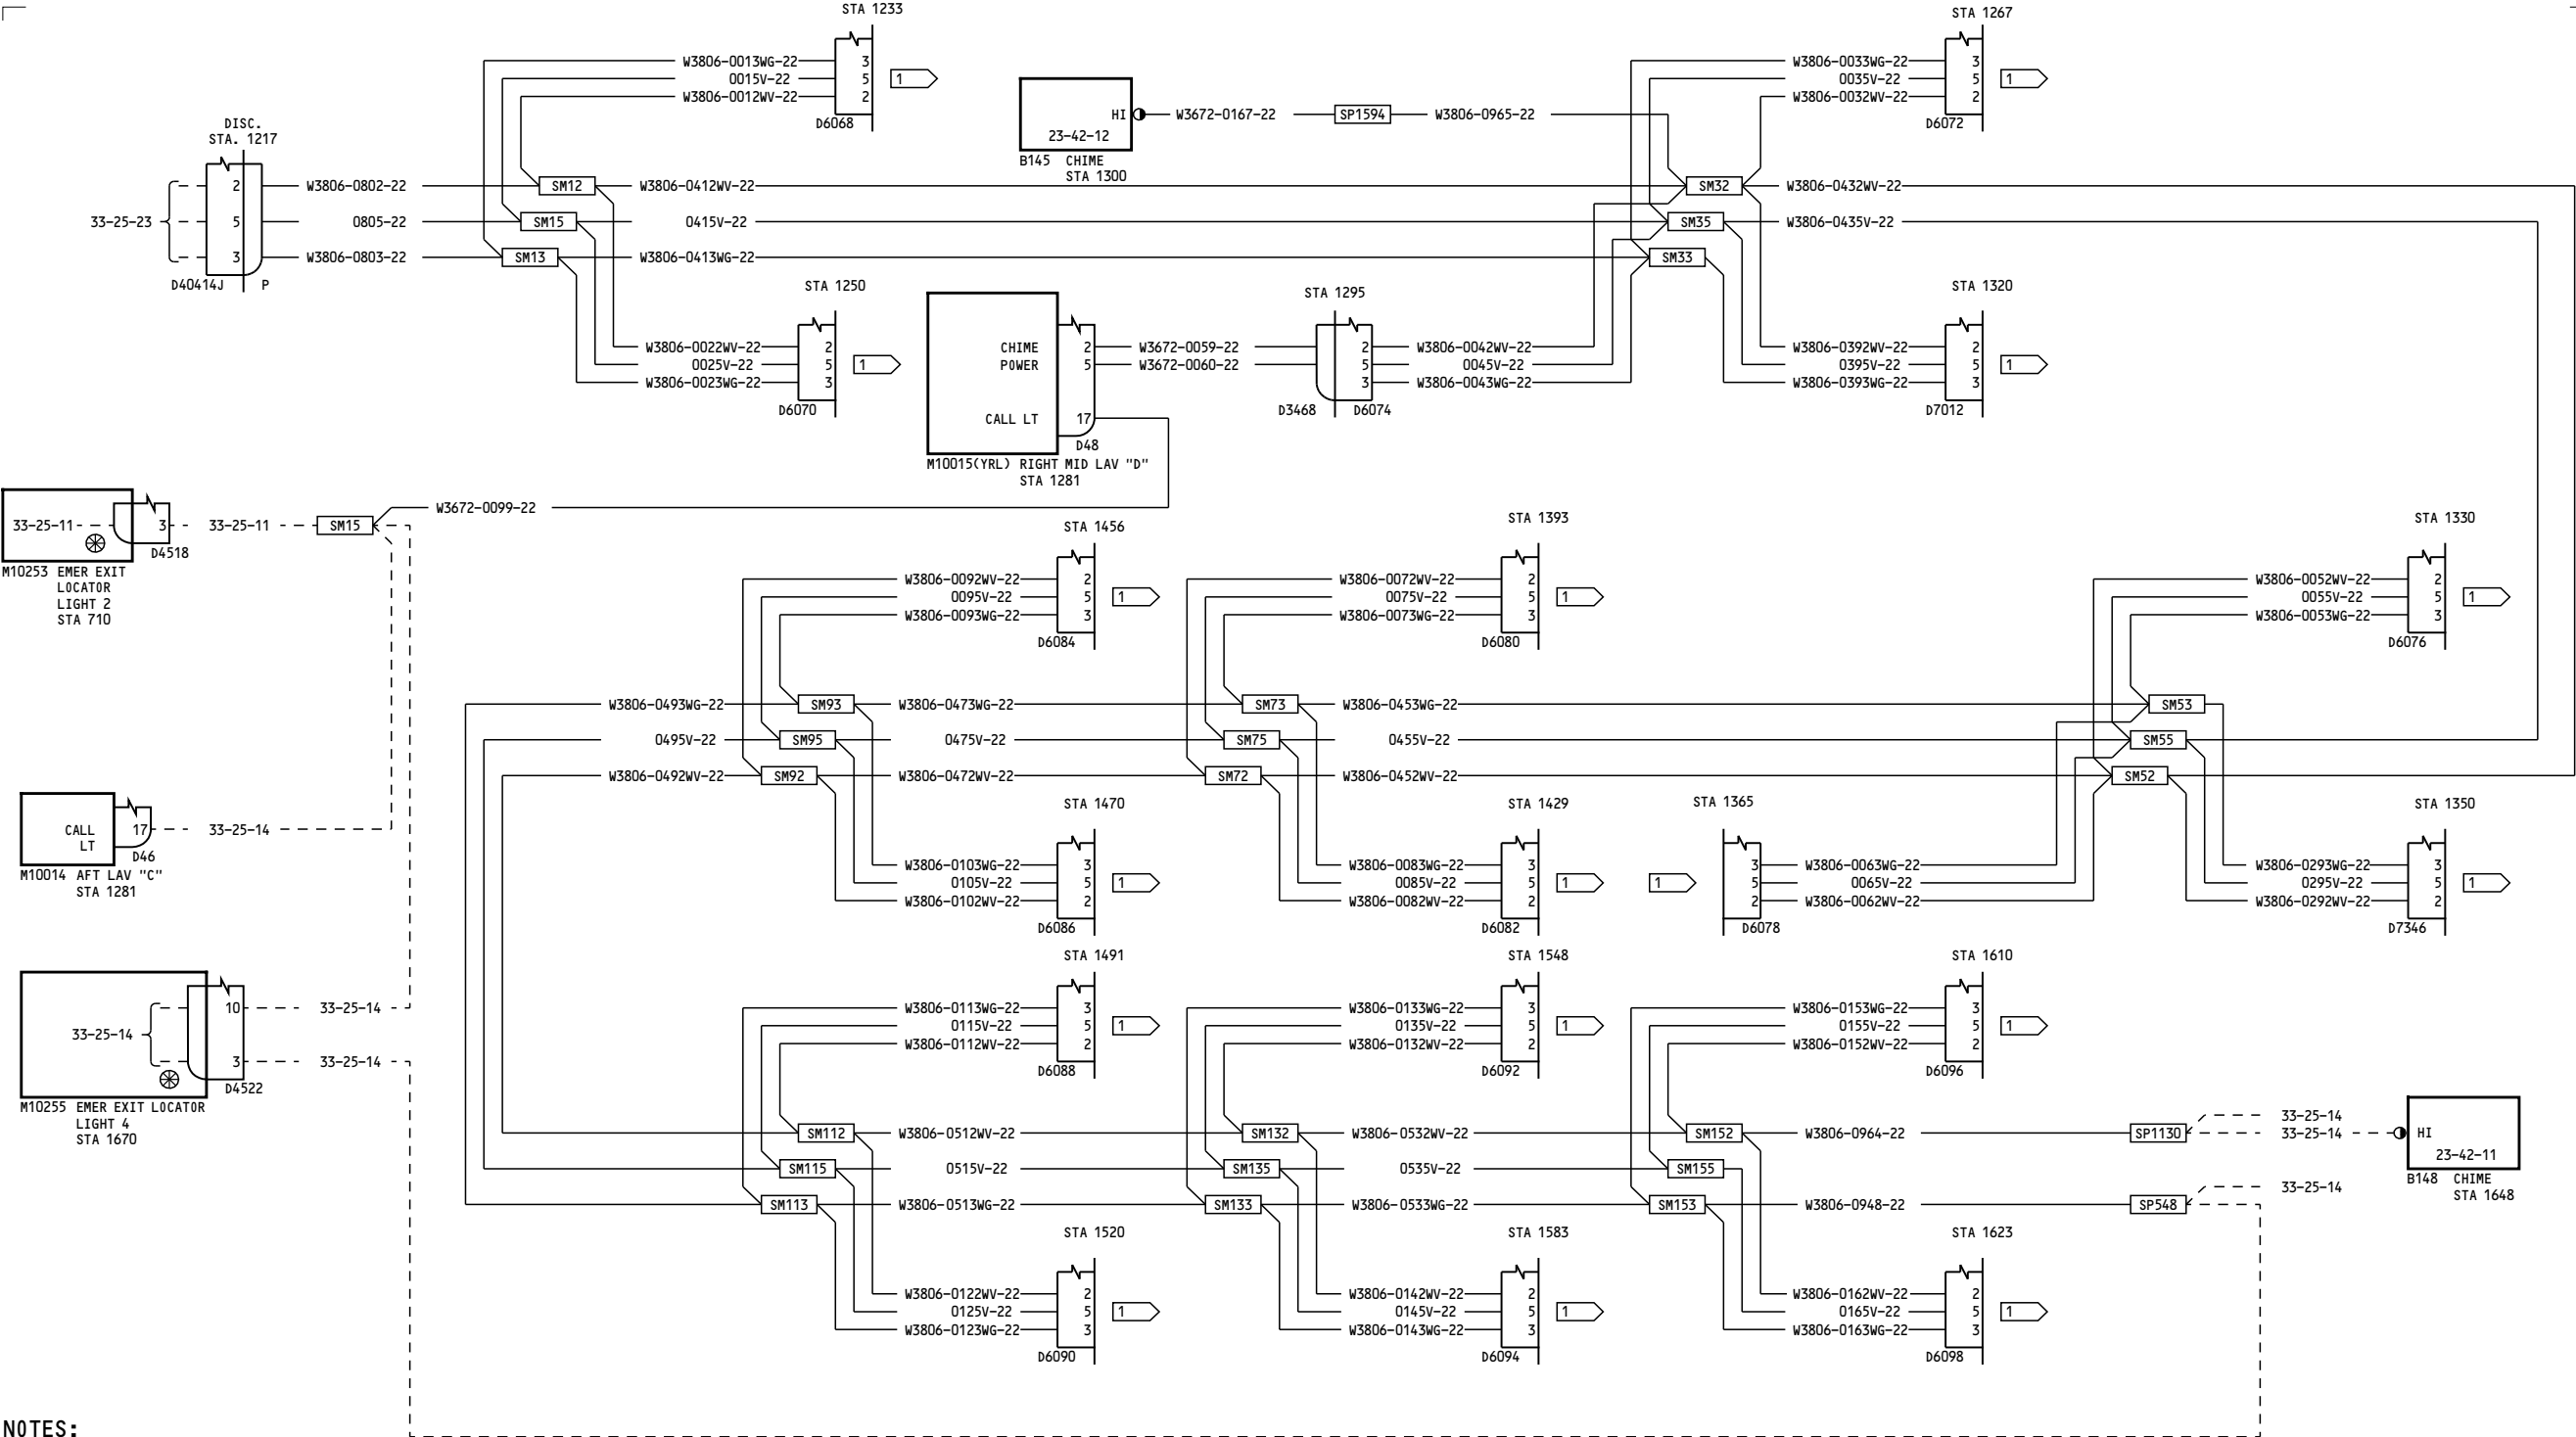 STA 1233
W3806-0013WG-22 3
0015V-22 5
W3806-0012WV-22 2
D6068
1
DISC.
STA. 1217
33-25-23
2 W3806-0802-22 SM12 W3806-0412WV-22
5 0805-22 SM15 0415V-22
3 W3806-0803-22 SM13 W3806-0413WG-22
D40414J P
STA 1250
W3806-0022WV-22 2
0025V-22 5
W3806-0023WG-22 3
D6070
1
HI W3672-0167-22 SP1594 W3806-0965-22
23-42-12
B145 CHIME
STA 1300
STA 1267
W3806-0033WG-22 3
0035V-22 5
W3806-0032WV-22 2
D6072
1
SM32 W3806-0432WV-22
SM35 W3806-0435V-22
SM33
CHIME 2 W3672-0059-22
POWER 5 W3672-0060-22
CALL LT 17
D48
M10015(YRL) RIGHT MID LAV "D"
STA 1281
STA 1295
2 W3806-0042WV-22
5 0045V-22
3 W3806-0043WG-22
D3468 D6074
STA 1320
W3806-0392WV-22 2
0395V-22 5
W3806-0393WG-22 3
D7012
1
33-25-11 3 33-25-11 SM15 W3672-0099-22
D4518
M10253 EMER EXIT
LOCATOR
LIGHT 2
STA 710
STA 1456
W3806-0092WV-22 2
0095V-22 5
W3806-0093WG-22 3
D6084
1
STA 1393
W3806-0072WV-22 2
0075V-22 5
W3806-0073WG-22 3
D6080
1
STA 1330
W3806-0052WV-22 2
0055V-22 5
W3806-0053WG-22 3
D6076
1
W3806-0493WG-22 SM93 W3806-0473WG-22 SM73 W3806-0453WG-22 SM53
0495V-22 SM95 0475V-22 SM75 0455V-22 SM55
W3806-0492WV-22 SM92 W3806-0472WV-22 SM72 W3806-0452WV-22 SM52
CALL
LT
17 33-25-14
D46
M10014 AFT LAV "C"
STA 1281
STA 1470
W3806-0103WG-22 3
0105V-22 5
W3806-0102WV-22 2
D6086
1
STA 1429
W3806-0083WG-22 3
0085V-22 5
W3806-0082WV-22 2
D6082
1
STA 1365
1
3 W3806-0063WG-22
5 0065V-22
2 W3806-0062WV-22
D6078
STA 1350
W3806-0293WG-22 3
0295V-22 5
W3806-0292WV-22 2
D7346
1
10 33-25-14
33-25-14
3 33-25-14
D4522
M10255 EMER EXIT LOCATOR
LIGHT 4
STA 1670
STA 1491
W3806-0113WG-22 3
0115V-22 5
W3806-0112WV-22 2
D6088
1
STA 1548
W3806-0133WG-22 3
0135V-22 5
W3806-0132WV-22 2
D6092
1
STA 1610
W3806-0153WG-22 3
0155V-22 5
W3806-0152WV-22 2
D6096
1
SM112 W3806-0512WV-22 SM132 W3806-0532WV-22 SM152 W3806-0964-22 SP1130
SM115 0515V-22 SM135 0535V-22 SM155
SM113 W3806-0513WG-22 SM133 W3806-0533WG-22 SM153 W3806-0948-22 SP548
33-25-14
33-25-14
33-25-14
HI
23-42-11
B148 CHIME
STA 1648
STA 1520
W3806-0122WV-22 2
0125V-22 5
W3806-0123WG-22 3
D6090
1
STA 1583
W3806-0142WV-22 2
0145V-22 5
W3806-0143WG-22 3
D6094
1
STA 1623
W3806-0162WV-22 2
0165V-22 5
W3806-0163WG-22 3
D6098
1
NOTES: